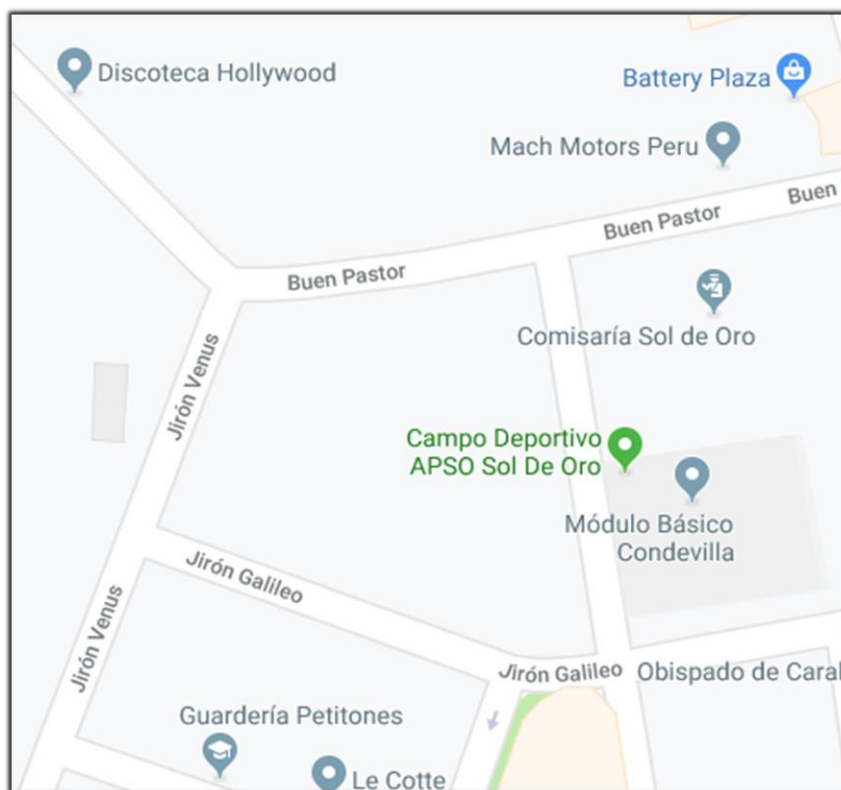 Discoteca Hollywood
Battery Plaza
Mach Motors Peru
Buen
Buen Pastor
Buen Pastor
Comisaría Sol de Oro
Jirón Venus
Campo Deportivo
APSO Sol De Oro
Módulo Básico
Condevilla
Jirón Galileo
Jirón Venus
Jirón Galileo
Obispado de Caral
Guardería Petitones
Le Cotte